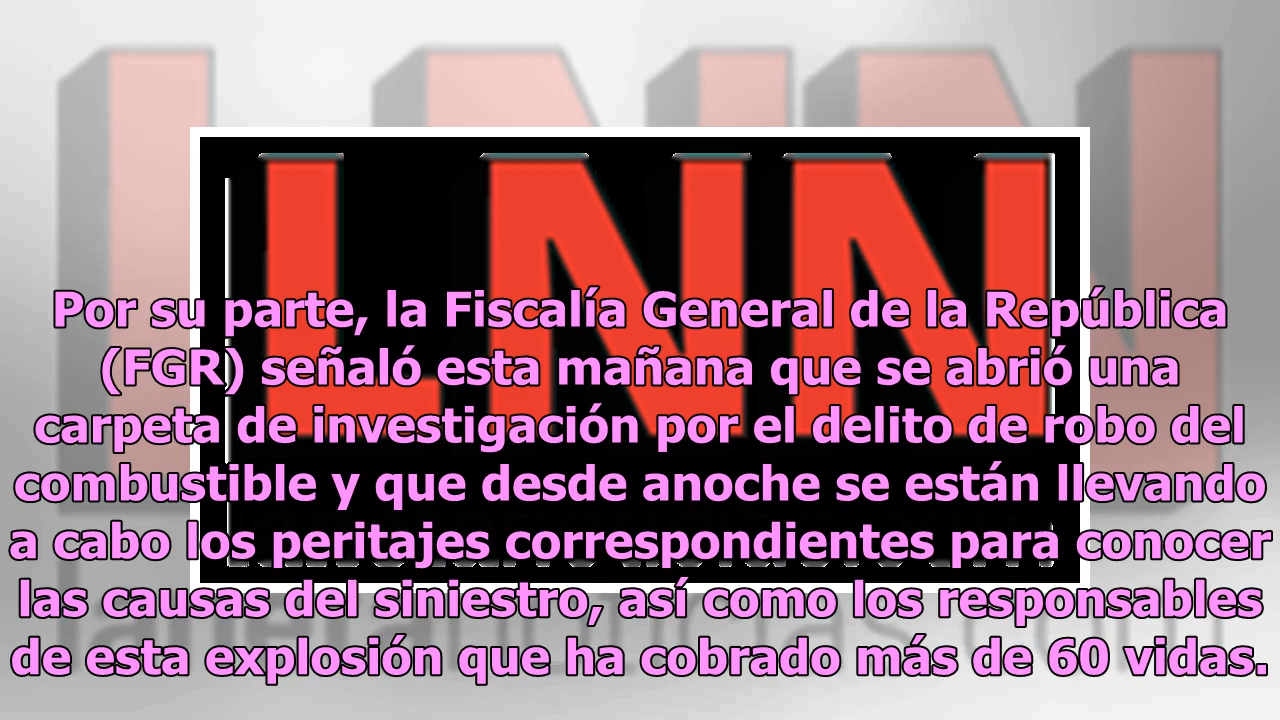 LNN
Por su parte, la Fiscalía General de la República
(FGR) señaló esta mañana que se abrió una
carpeta de investigación por el delito de robo del
combustible y que desde anoche se están llevando
a cabo los peritajes correspondientes para conocer
las causas del siniestro, así como los responsables
de esta explosión que ha cobrado más de 60 vidas.